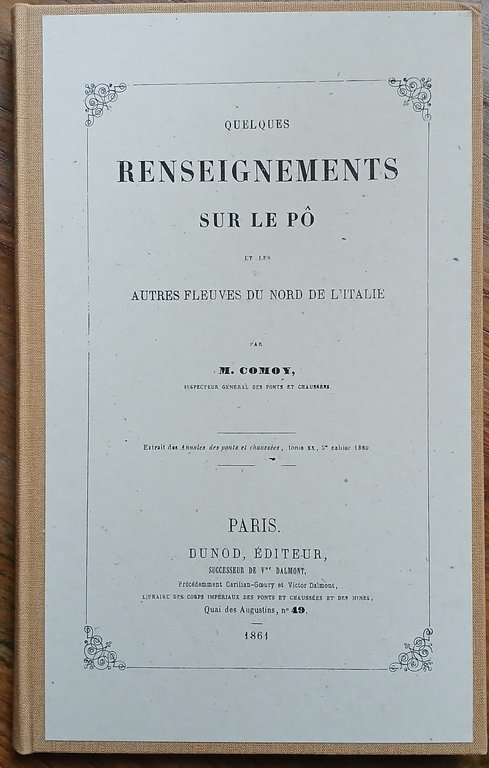 QUELQUES
RENSEIGNEMENTS
SUR LE PÔ
ET LES
AUTRES FLEUVES DU NORD DE L'ITALIE
PAR
M. COMOY,
INSPECTEUR GÉNÉRAL DES PONTS ET CHAUSSÉES.
Extrait des Annales des ponts et chaussées, tome XX, 5e cahier 1860.
PARIS.
DUNOD, ÉDITEUR,
SUCCESSEUR DE Vor DALMONT,
Précédemment Carilian-Gœury et Victor Dalmont,
LIBRAIRE DES CORPS IMPÉRIAUX DES PONTS ET CHAUSSÉES ET DES MINES,
Quai des Augustins, n° 49.
1861